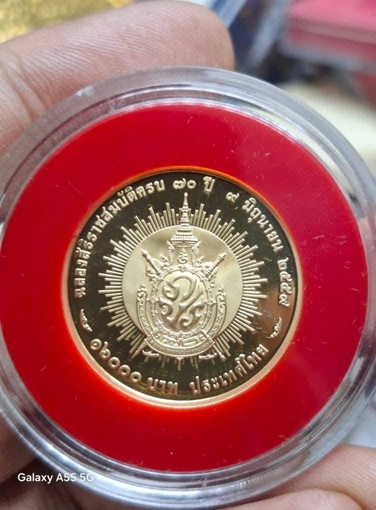 ฉลองสิริราชสมบัติครบ ๗๐ ปี ๙ มิถุนายน ๒๕๕๙
๑๖๐๐๐ บาท ประเทศไทย
Galaxy A55 5G